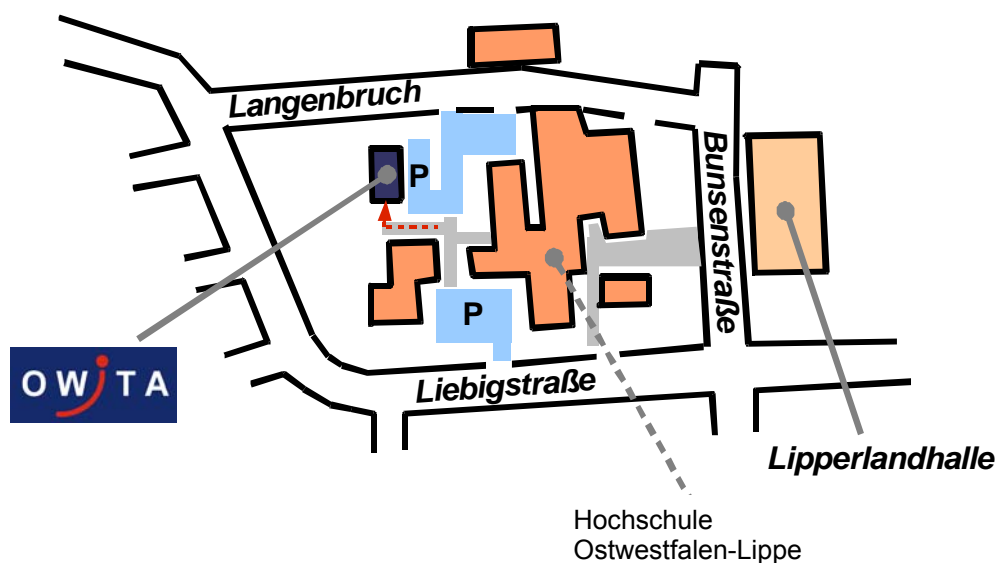 Langenbruch
P
Bunsenstraße
P
OWiTA
Liebigstraße
Lipperlandhalle
Hochschule
Ostwestfalen-Lippe